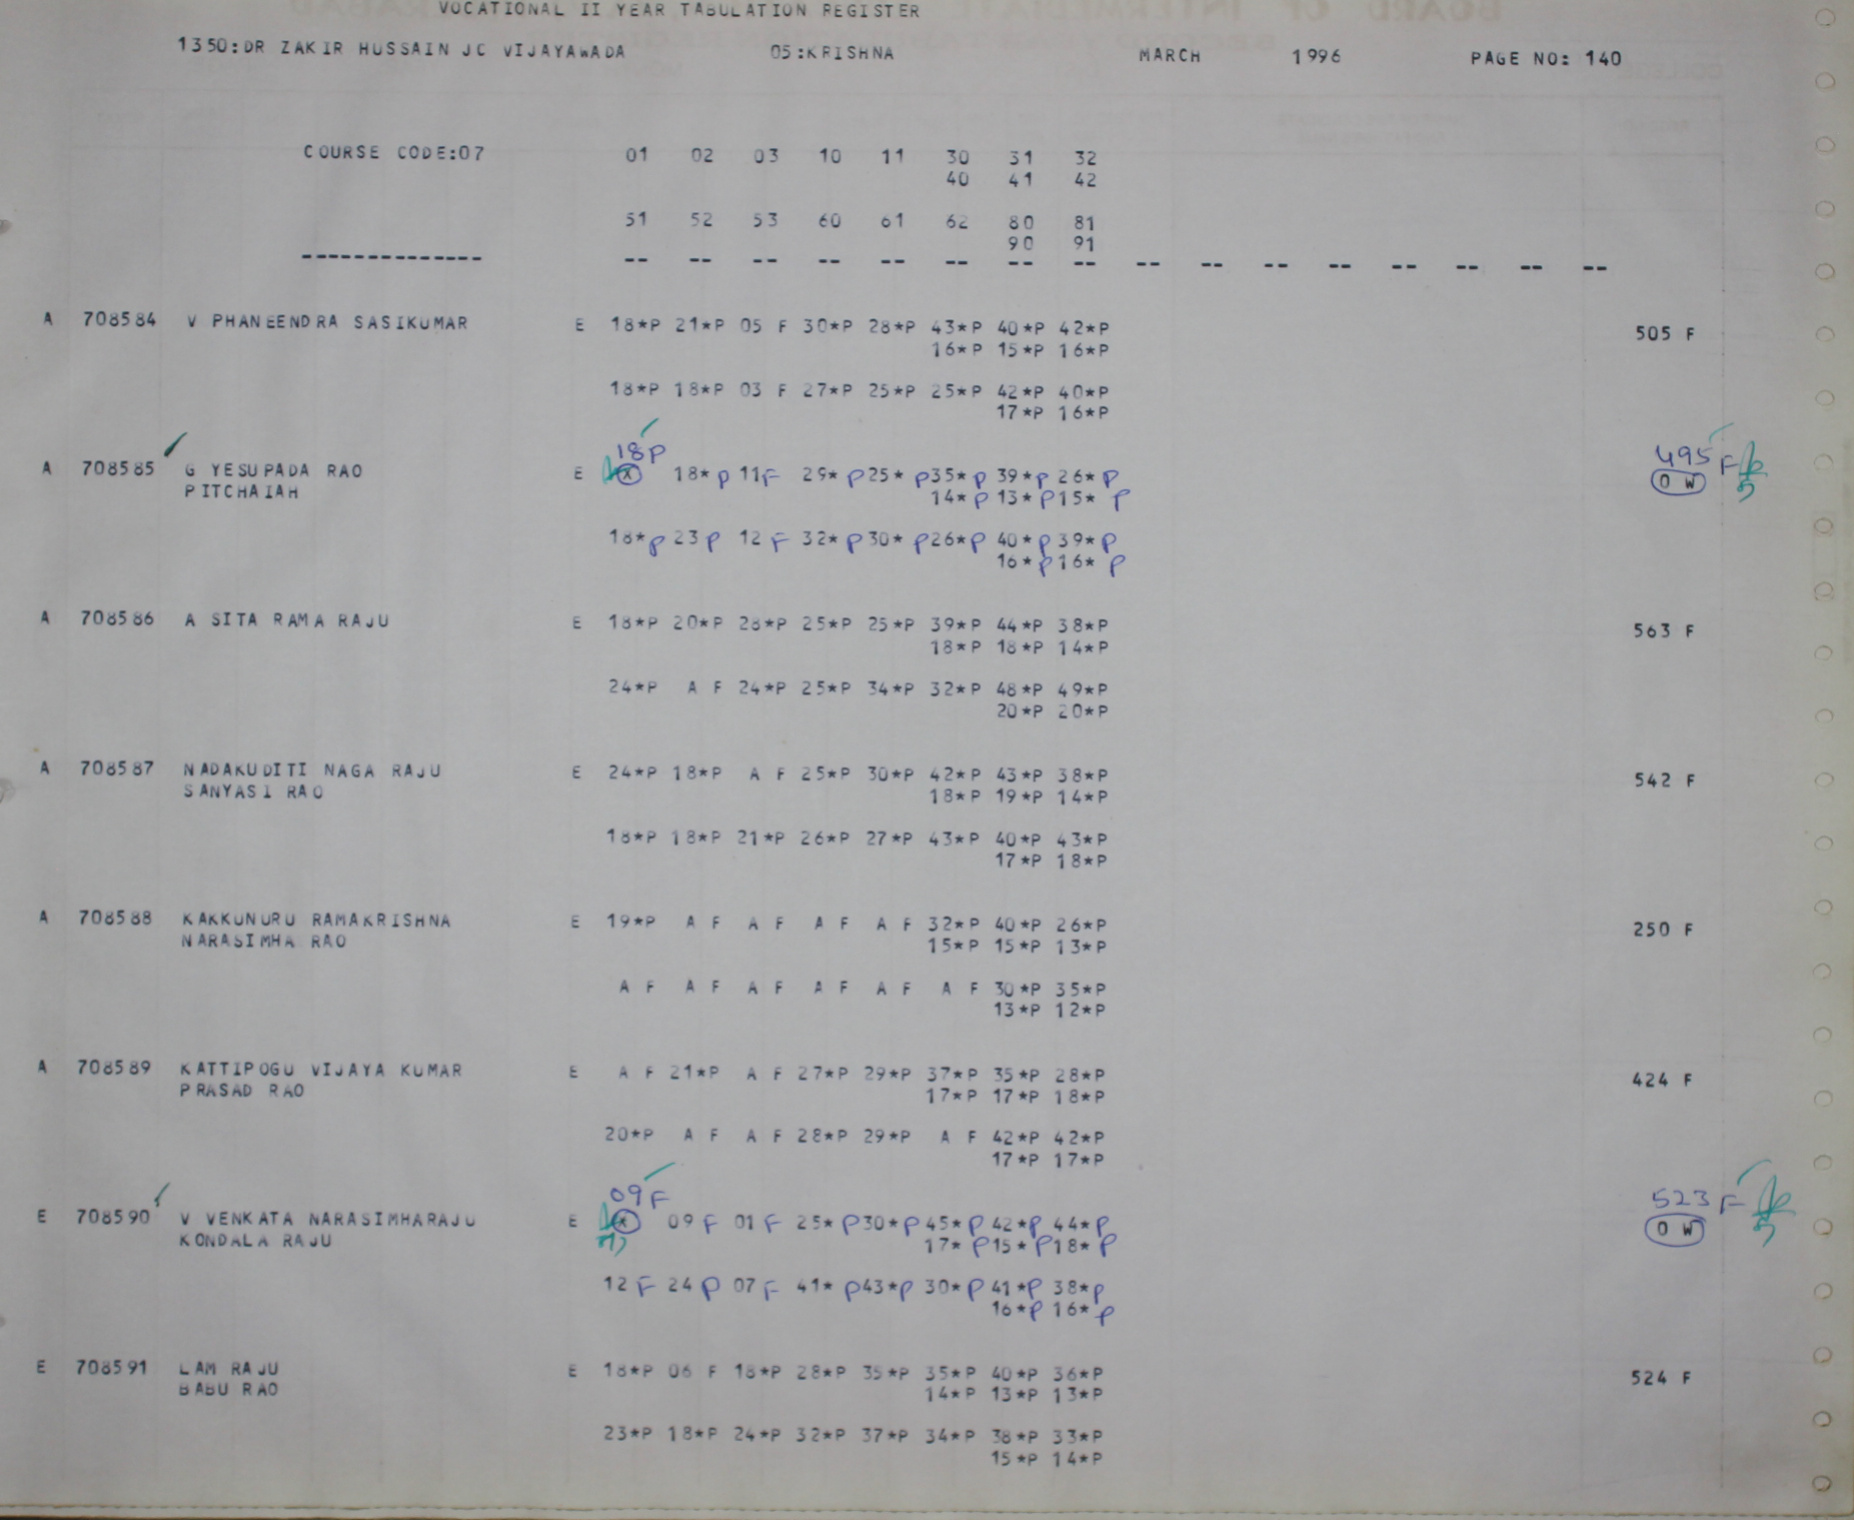 VOCATIONAL II YEAR TABULATION REGISTER
1350:DR ZAKIR HUSSAIN JC VIJAYAWADA 05:KRISHNA MARCH 1996 PAGE NO: 140
COURSE CODE:07 01 02 03 10 11 30 31 32
40 41 42
51 52 53 60 61 62 80 81
90 91
-------------- -- -- -- -- -- -- -- -- -- -- -- -- -- -- -- --
A 708584 V PHANEENDRA SASIKUMAR E 18*P 21*P 05 F 30*P 28*P 43*P 40*P 42*P 505 F
16*P 15*P 16*P
18*P 18*P 03 F 27*P 25*P 25*P 42*P 40*P
17*P 16*P
18P 495 F
A 708585 G YESUPADA RAO E * 18*P 11F 29*P 25*P 35*P 39*P 26*P O W
PITCHAIAH 14*P 13*P 15*P
18*P 23P 12 F 32*P 30*P 26*P 40*P 39*P
16*P 16*P
A 708586 A SITA RAMA RAJU E 18*P 20*P 28*P 25*P 25*P 39*P 44*P 38*P 563 F
18*P 18*P 14*P
24*P A F 24*P 25*P 34*P 32*P 48*P 49*P
20*P 20*P
A 708587 NADAKUDITI NAGA RAJU E 24*P 18*P A F 25*P 30*P 42*P 43*P 38*P 542 F
SANYASI RAO 18*P 19*P 14*P
18*P 18*P 21*P 26*P 27*P 43*P 40*P 43*P
17*P 18*P
A 708588 KAKKUNURU RAMAKRISHNA E 19*P A F A F A F A F 32*P 40*P 26*P 250 F
NARASIMHA RAO 15*P 15*P 13*P
A F A F A F A F A F A F 30*P 35*P
13*P 12*P
A 708589 KATTIPOGU VIJAYA KUMAR E A F 21*P A F 27*P 29*P 37*P 35*P 28*P 424 F
PRASAD RAO 17*P 17*P 18*P
20*P A F A F 28*P 29*P A F 42*P 42*P
17*P 17*P
09F 523 F
E 708590 V VENKATA NARASIMHARAJU E * 09 F 01 F 25*P 30*P 45*P 42*P 44*P O W
KONDALA RAJU 17*P 15*P 18*P
12 F 24 P 07 F 41*P 43*P 30*P 41*P 38*P
16*P 16*P
E 708591 LAM RAJU E 18*P 06 F 18*P 28*P 35*P 35*P 40*P 36*P 524 F
BABU RAO 14*P 13*P 13*P
23*P 18*P 24*P 32*P 37*P 34*P 38*P 33*P
15*P 14*P